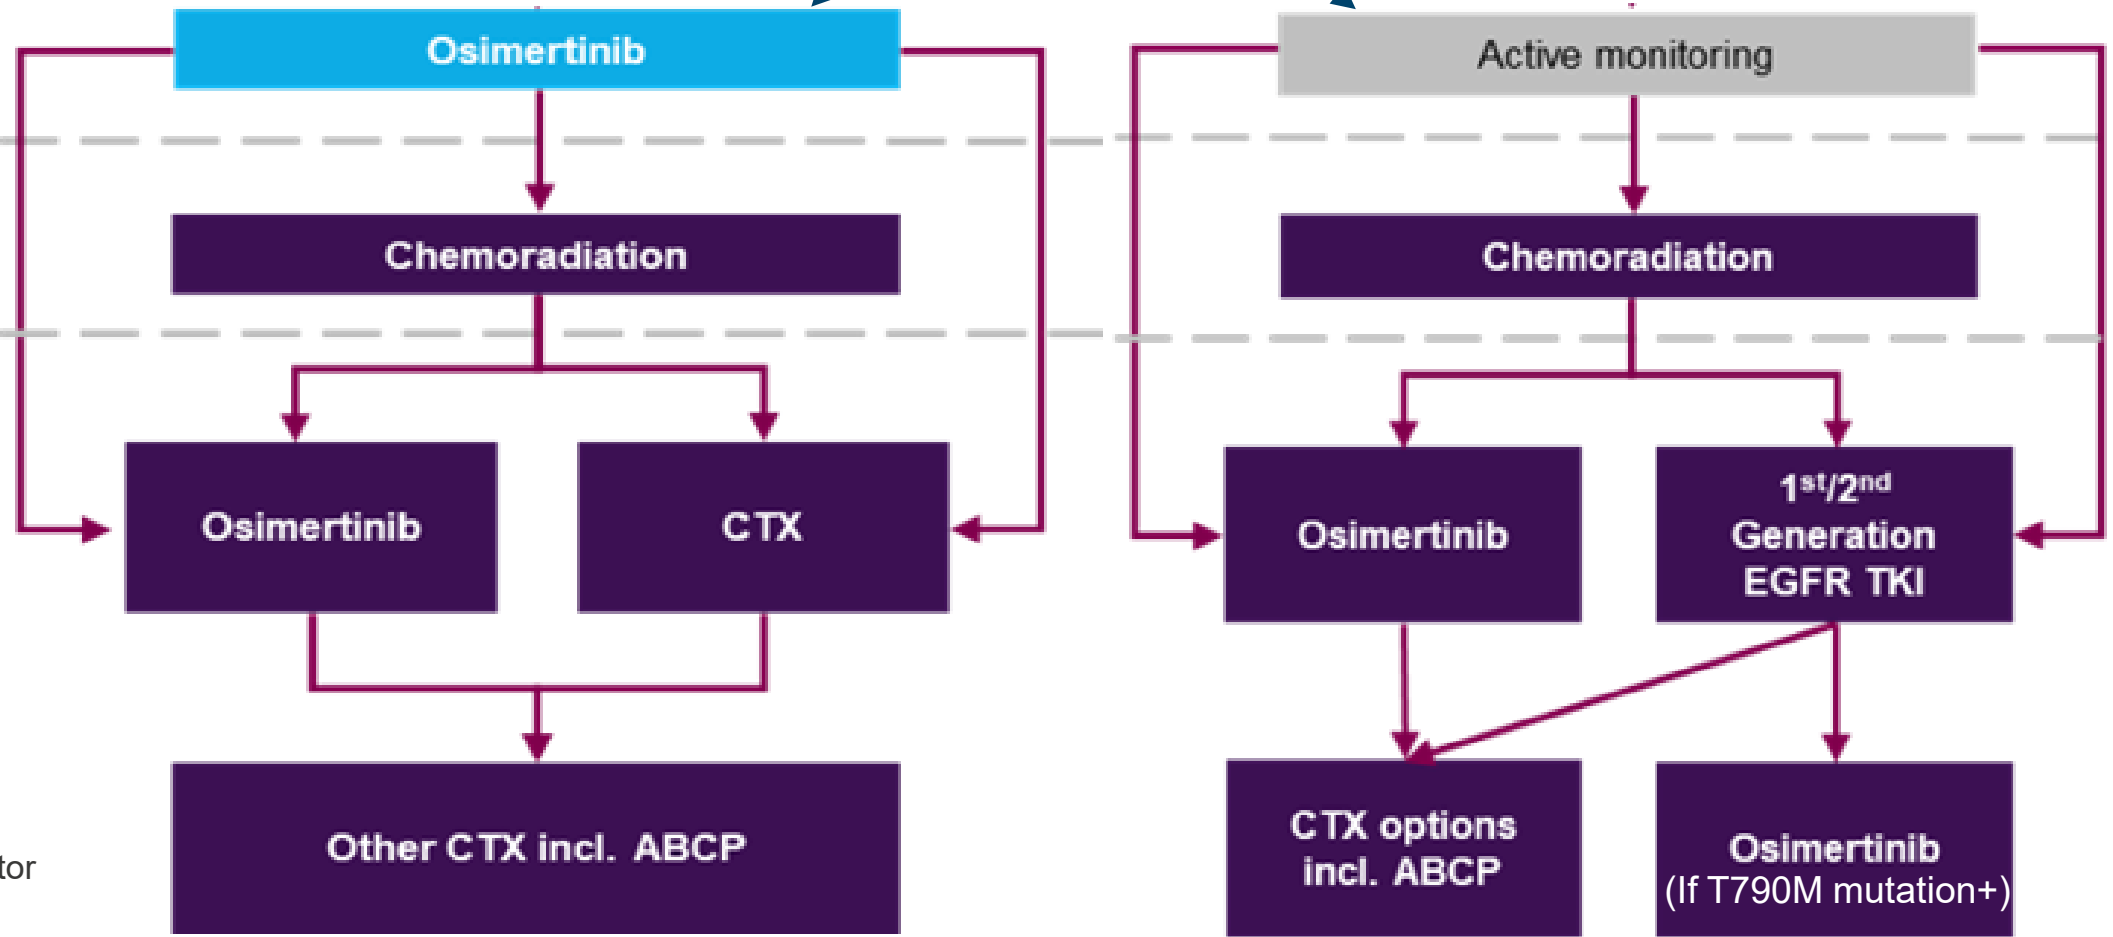 Osimertinib
Active monitoring
Chemoradiation
Chemoradiation
Osimertinib
CTX
Osimertinib
1st/2nd
Generation
EGFR TKI
Other CTX incl. ABCP
CTX options
incl. ABCP
Osimertinib
(If T790M mutation+)
tor